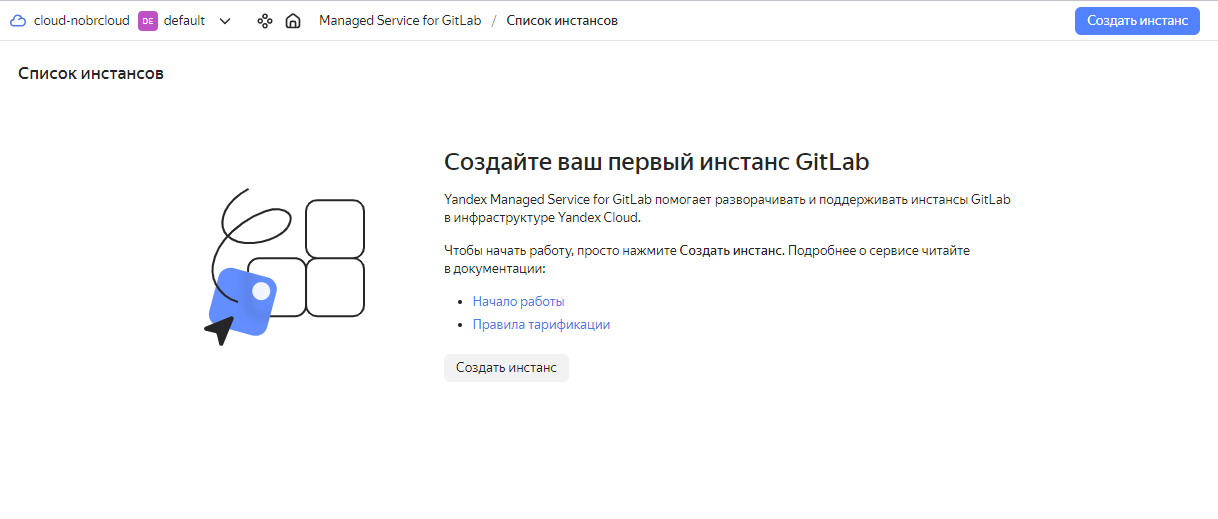 cloud-nobrcloud DE default Managed Service for GitLab / Список инстансов Создать инстанс
Список инстансов
Создайте ваш первый инстанс GitLab
Yandex Managed Service for GitLab помогает разворачивать и поддерживать инстансы GitLab
в инфраструктуре Yandex Cloud.
Чтобы начать работу, просто нажмите Создать инстанс. Подробнее о сервисе читайте
в документации:
• Начало работы
• Правила тарификации
Создать инстанс